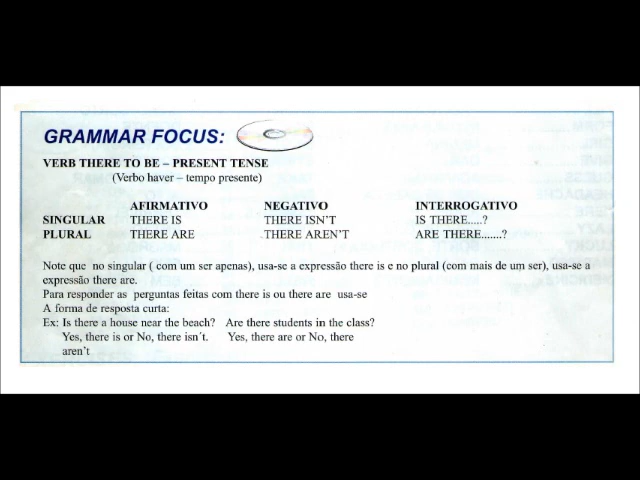 GRAMMAR FOCUS:
VERB THERE TO BE – PRESENT TENSE
(Verbo haver – tempo presente)
AFIRMATIVO NEGATIVO INTERROGATIVO
SINGULAR THERE IS THERE ISN'T IS THERE.....?
PLURAL THERE ARE THERE AREN'T ARE THERE.......?
Note que no singular ( com um ser apenas), usa-se a expressão there is e no plural (com mais de um ser), usa-se a
expressão there are.
Para responder as perguntas feitas com there is ou there are usa-se
A forma de resposta curta:
Ex: Is there a house near the beach? Are there students in the class?
Yes, there is or No, there isn´t. Yes, there are or No, there
aren't